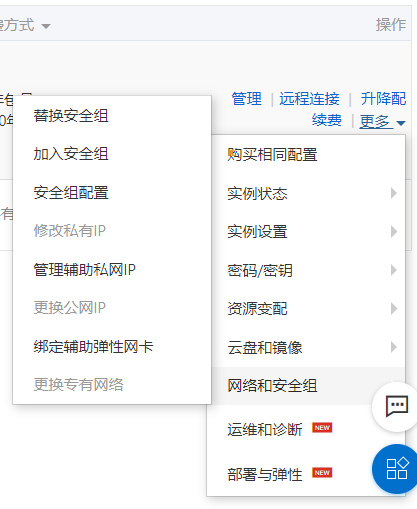 方式
操作
管理 | 远程连接 | 升降配
续费 | 更多
替换安全组
加入安全组
安全组配置
修改私有IP
管理辅助私网IP
更换公网IP
绑定辅助弹性网卡
更换专有网络
购买相同配置
实例状态
实例设置
密码/密钥
资源变配
云盘和镜像
网络和安全组
运维和诊断 NEW
部署与弹性 NEW